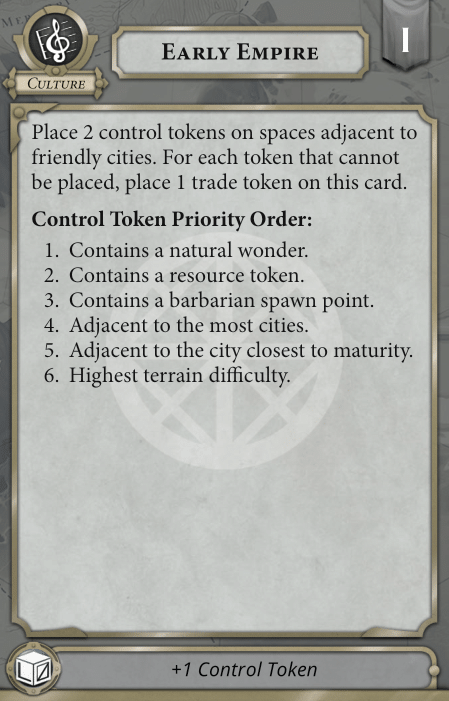 Early Empire
I
Culture
Place 2 control tokens on spaces adjacent to
friendly cities. For each token that cannot
be placed, place 1 trade token on this card.
Control Token Priority Order:
1. Contains a natural wonder.
2. Contains a resource token.
3. Contains a barbarian spawn point.
4. Adjacent to the most cities.
5. Adjacent to the city closest to maturity.
6. Highest terrain difficulty.
+1 Control Token